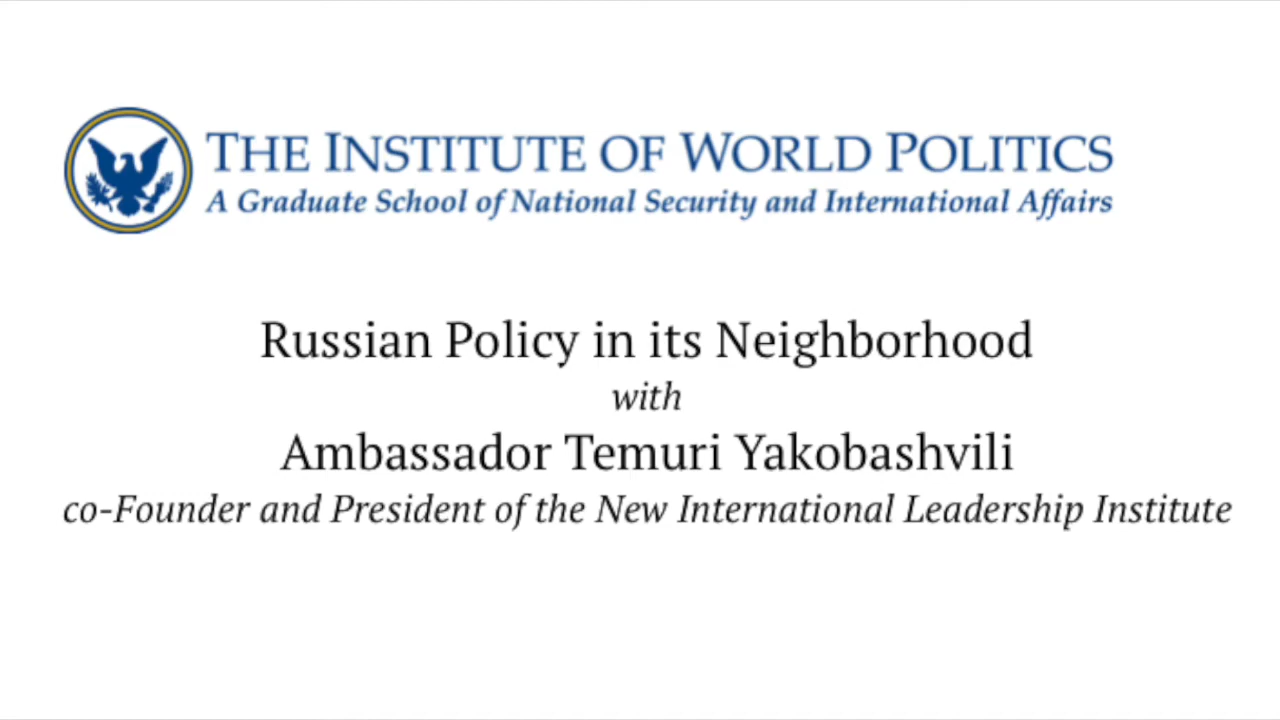 THE INSTITUTE OF WORLD POLITICS
A Graduate School of National Security and International Affairs
Russian Policy in its Neighborhood
with
Ambassador Temuri Yakobashvili
co-Founder and President of the New International Leadership Institute